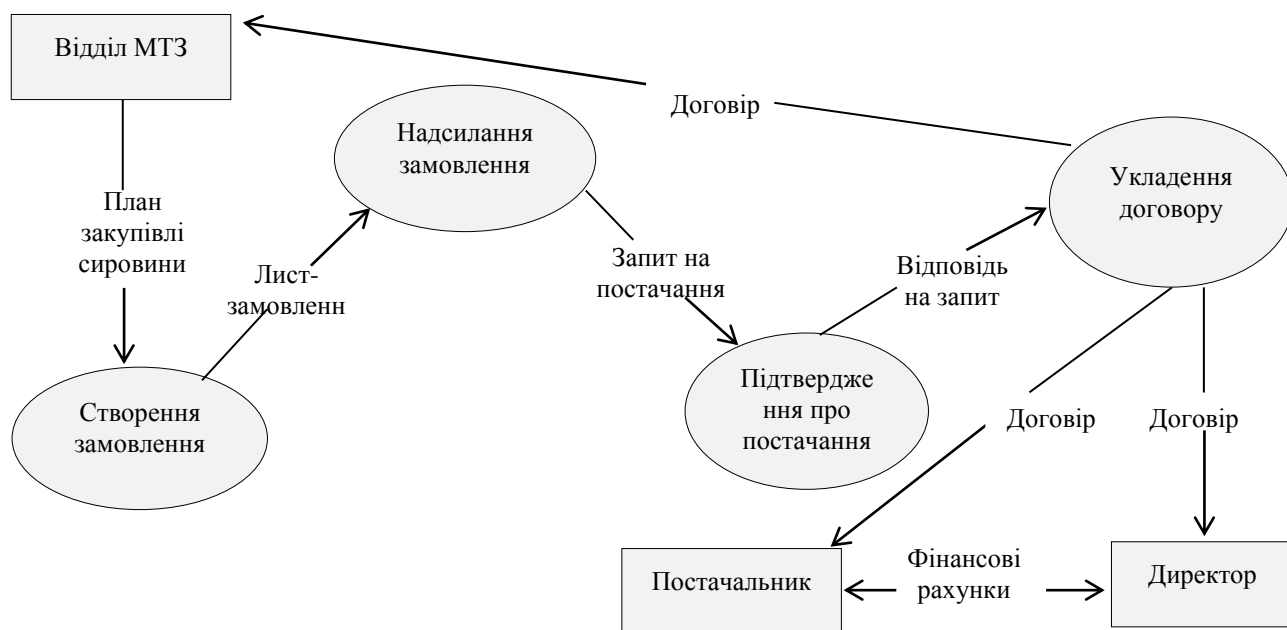 Відділ МТЗ
Договір
Надсилання
замовлення
Укладення
договору
План
закупівлі
сировини
Лист-
замовленн
Запит на
постачання
Відповідь
на запит
Створення
замовлення
Підтвердже
ння про
постачання
Договір
Договір
Постачальник
Фінансові
рахунки
Директор